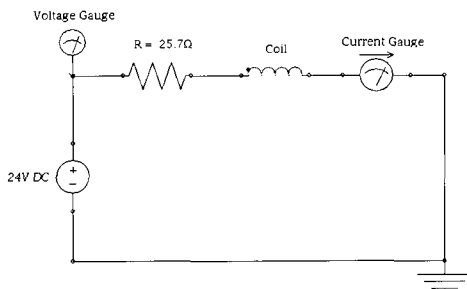 Voltage Gauge
R = 25.7Ω
Coil
Current Gauge
24V DC
+
−